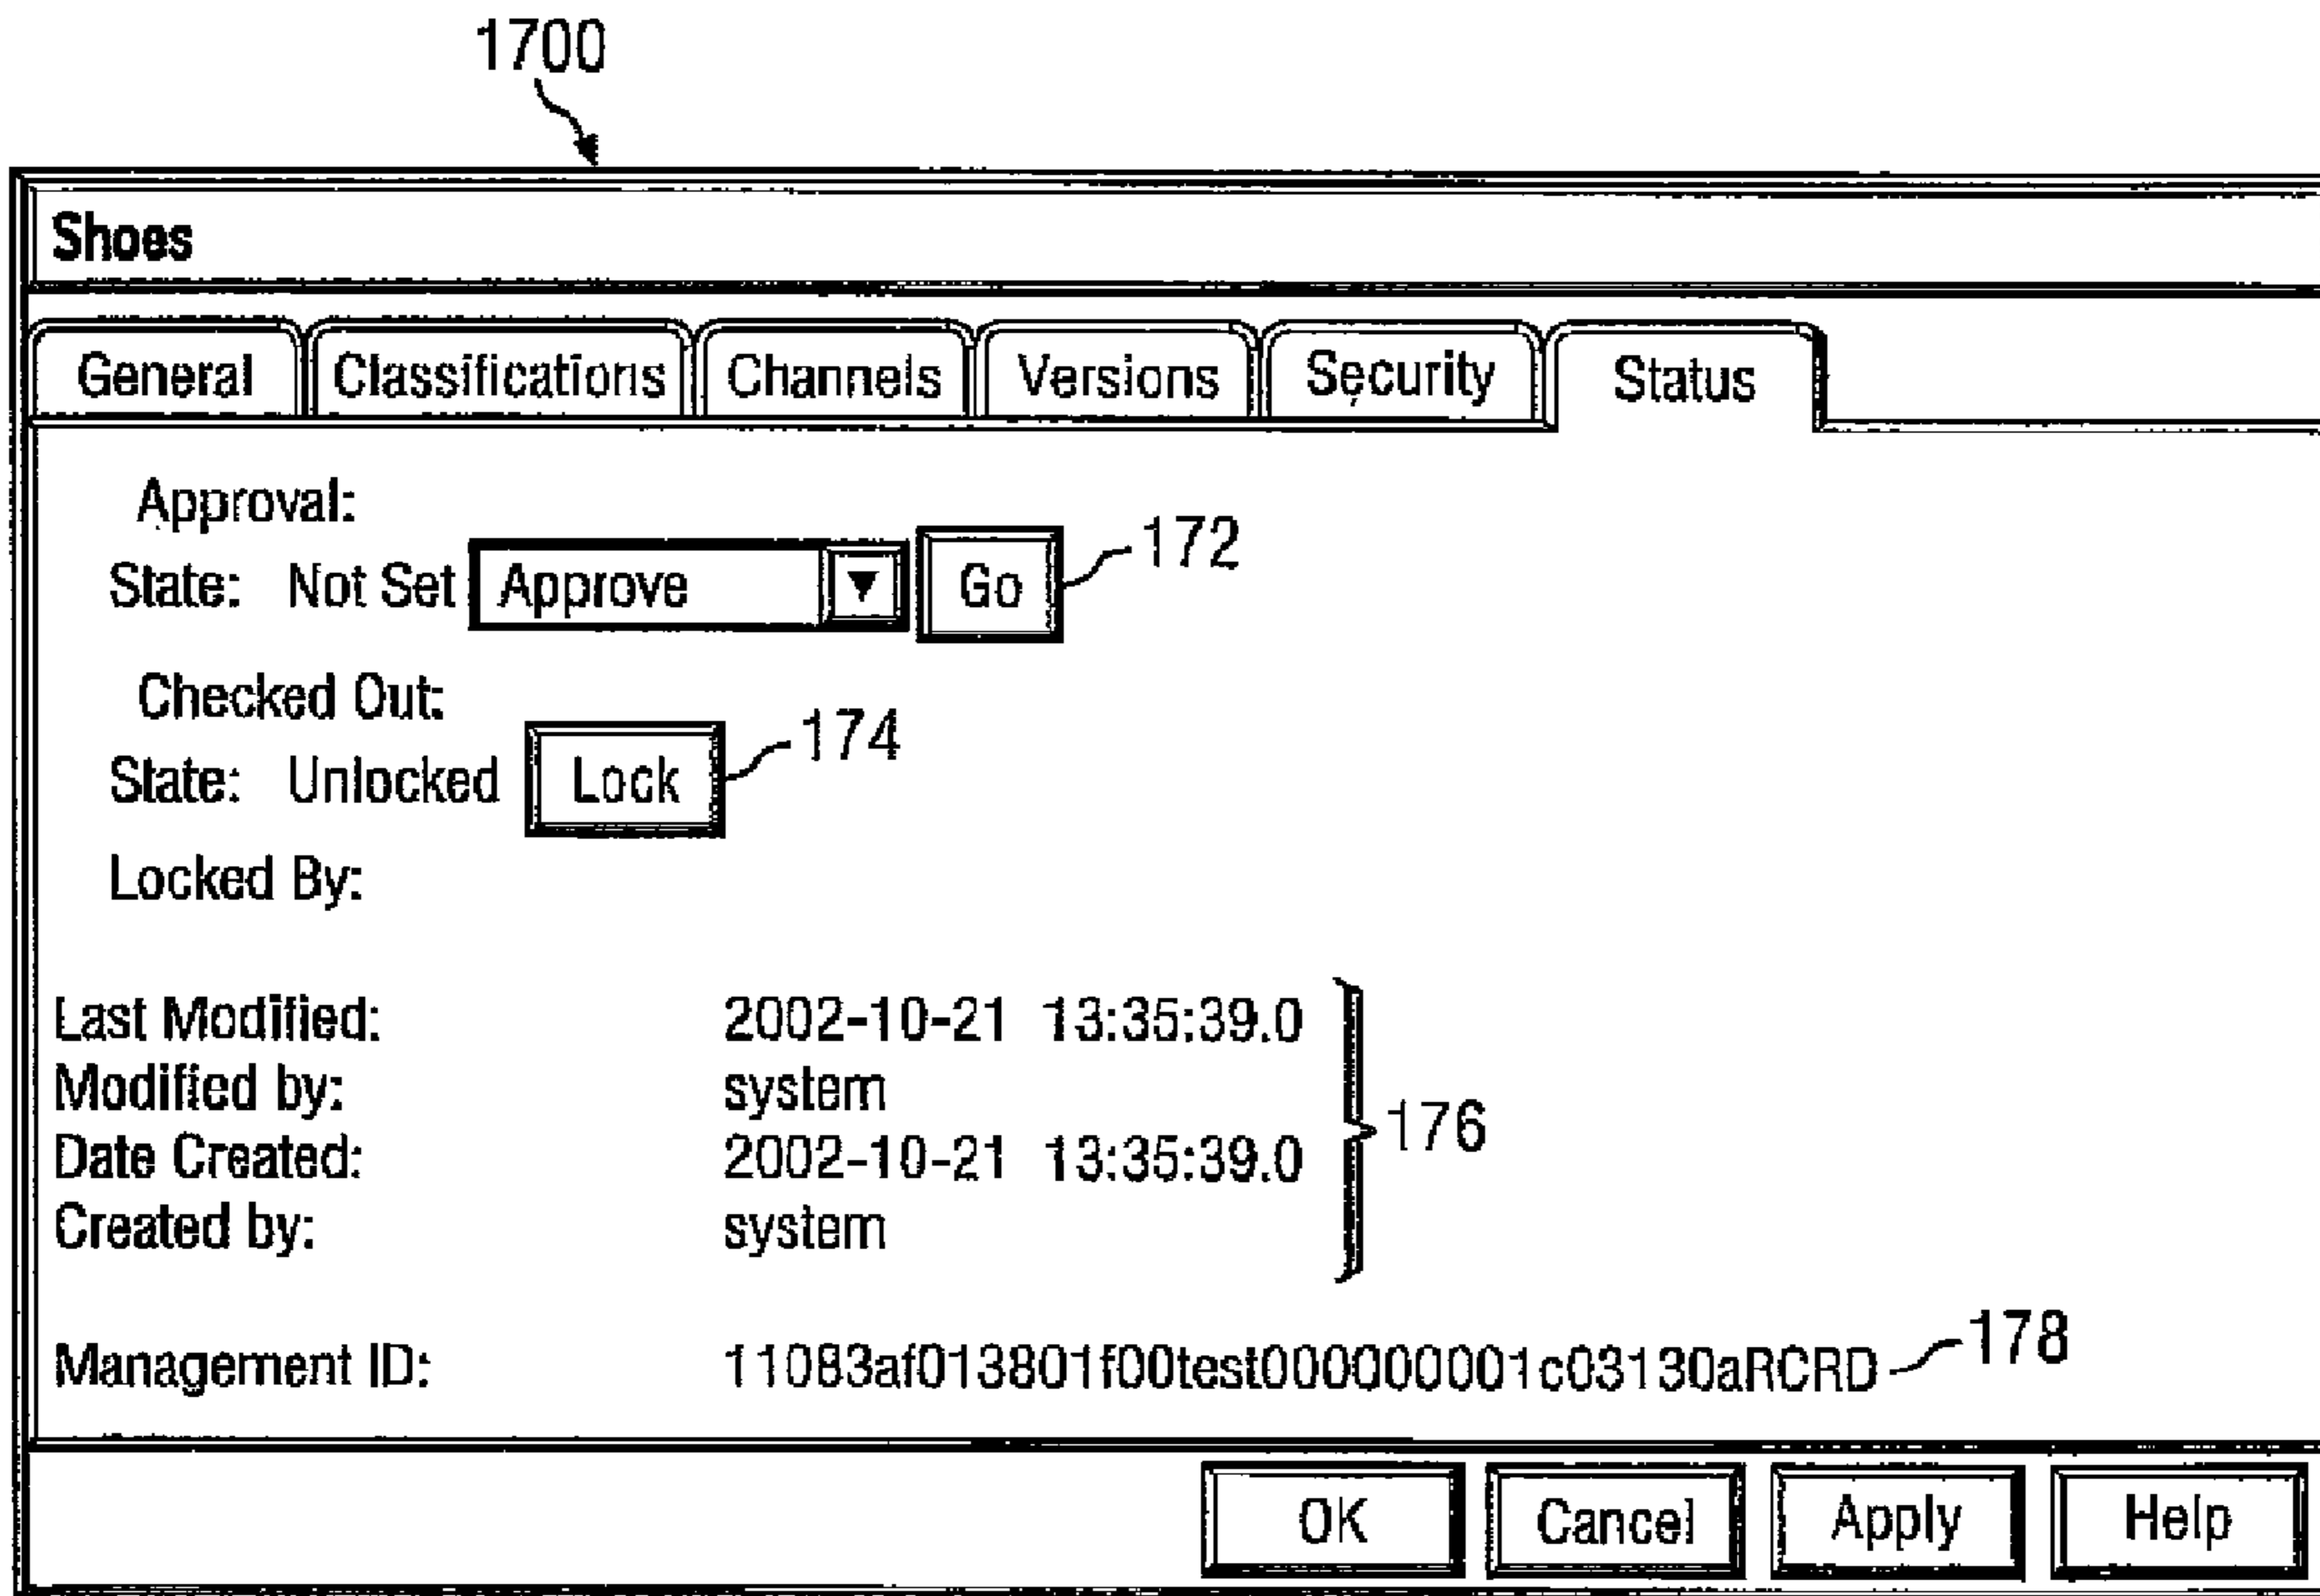 1700
Shoes
General Classifications Channels Versions Security Status
Approval:
State: Not Set Approve Go 172
Checked Out:
State: Unlocked Lock 174
Locked By:
Last Modified: 2002-10-21 13:35:39.0
Modified by: system
Date Created: 2002-10-21 13:35:39.0
Created by: system
176
Management ID: 11083af013801f00test000000001c03130aRCRD 178
OK Cancel Apply Help